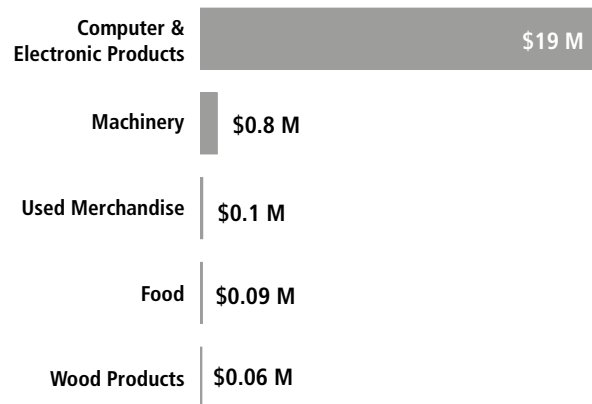 Computer &
Electronic Products
$19 M
Machinery
$0.8 M
Used Merchandise
$0.1 M
Food
$0.09 M
Wood Products
$0.06 M